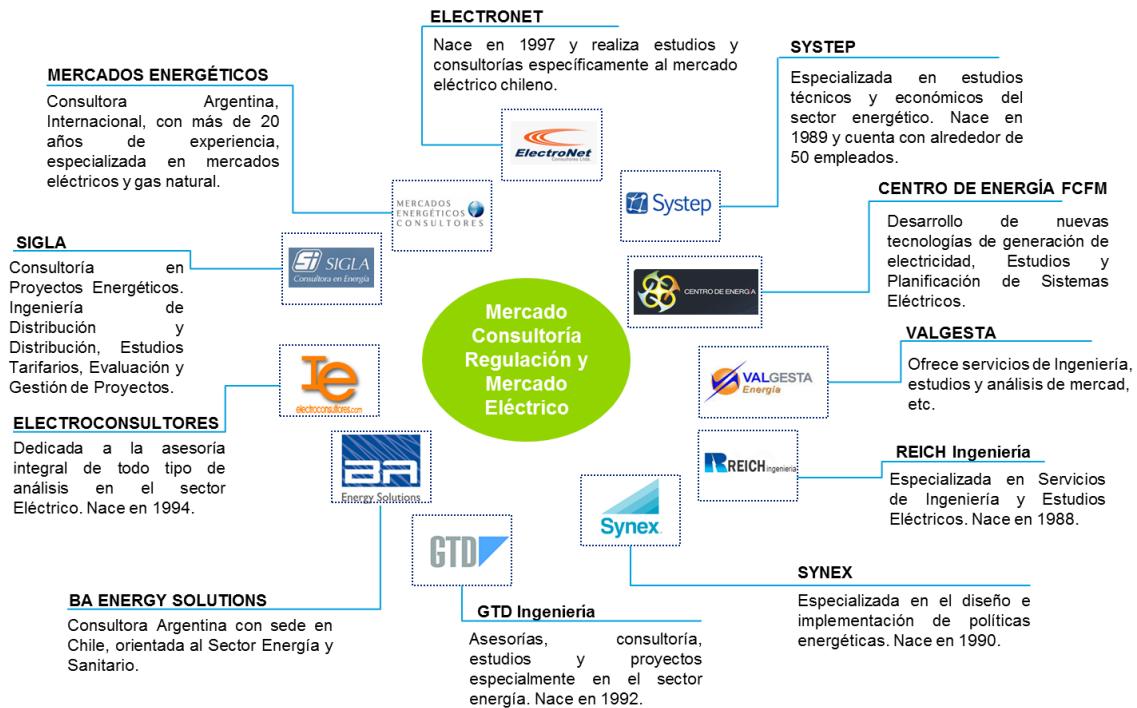 ELECTRONET
Nace en 1997 y realiza estudios y
consultorías específicamente al mercado
eléctrico chileno.
SYSTEP
Especializada en estudios
técnicos y económicos del
sector energético. Nace en
1989 y cuenta con alrededor de
50 empleados.
MERCADOS ENERGÉTICOS
Consultora Argentina,
Internacional, con más de 20
años de experiencia,
especializada en mercados
eléctricos y gas natural.
ElectroNet
Consultores Ltda.
MERCADOS
ENERGÉTICOS
CONSULTORES
Systep
CENTRO DE ENERGÍA FCFM
Desarrollo de nuevas
tecnologías de generación de
electricidad, Estudios y
Planificación de Sistemas
Eléctricos.
SIGLA
Consultoría en
Proyectos Energéticos.
Ingeniería de
Distribución y
Distribución, Estudios
Tarifarios, Evaluación y
Gestión de Proyectos.
Si SIGLA
Consultora en Energía
CENTRO DE ENERGÍA
Mercado
Consultoría
Regulación y
Mercado
Eléctrico
VALGESTA
Ofrece servicios de Ingeniería,
estudios y análisis de mercad,
etc.
VALGESTA
Energía
Ie
electroconsultores.com
ELECTROCONSULTORES
Dedicada a la asesoría
integral de todo tipo de
análisis en el sector
Eléctrico. Nace en 1994.
BA
Energy Solutions
REICH Ingeniería
Especializada en Servicios
de Ingeniería y Estudios
Eléctricos. Nace en 1988.
REICH ingeniería
Synex
GTD
SYNEX
Especializada en el diseño e
implementación de políticas
energéticas. Nace en 1990.
BA ENERGY SOLUTIONS
Consultora Argentina con sede en
Chile, orientada al Sector Energía y
Sanitario.
GTD Ingeniería
Asesorías, consultoría,
estudios y proyectos
especialmente en el sector
energía. Nace en 1992.